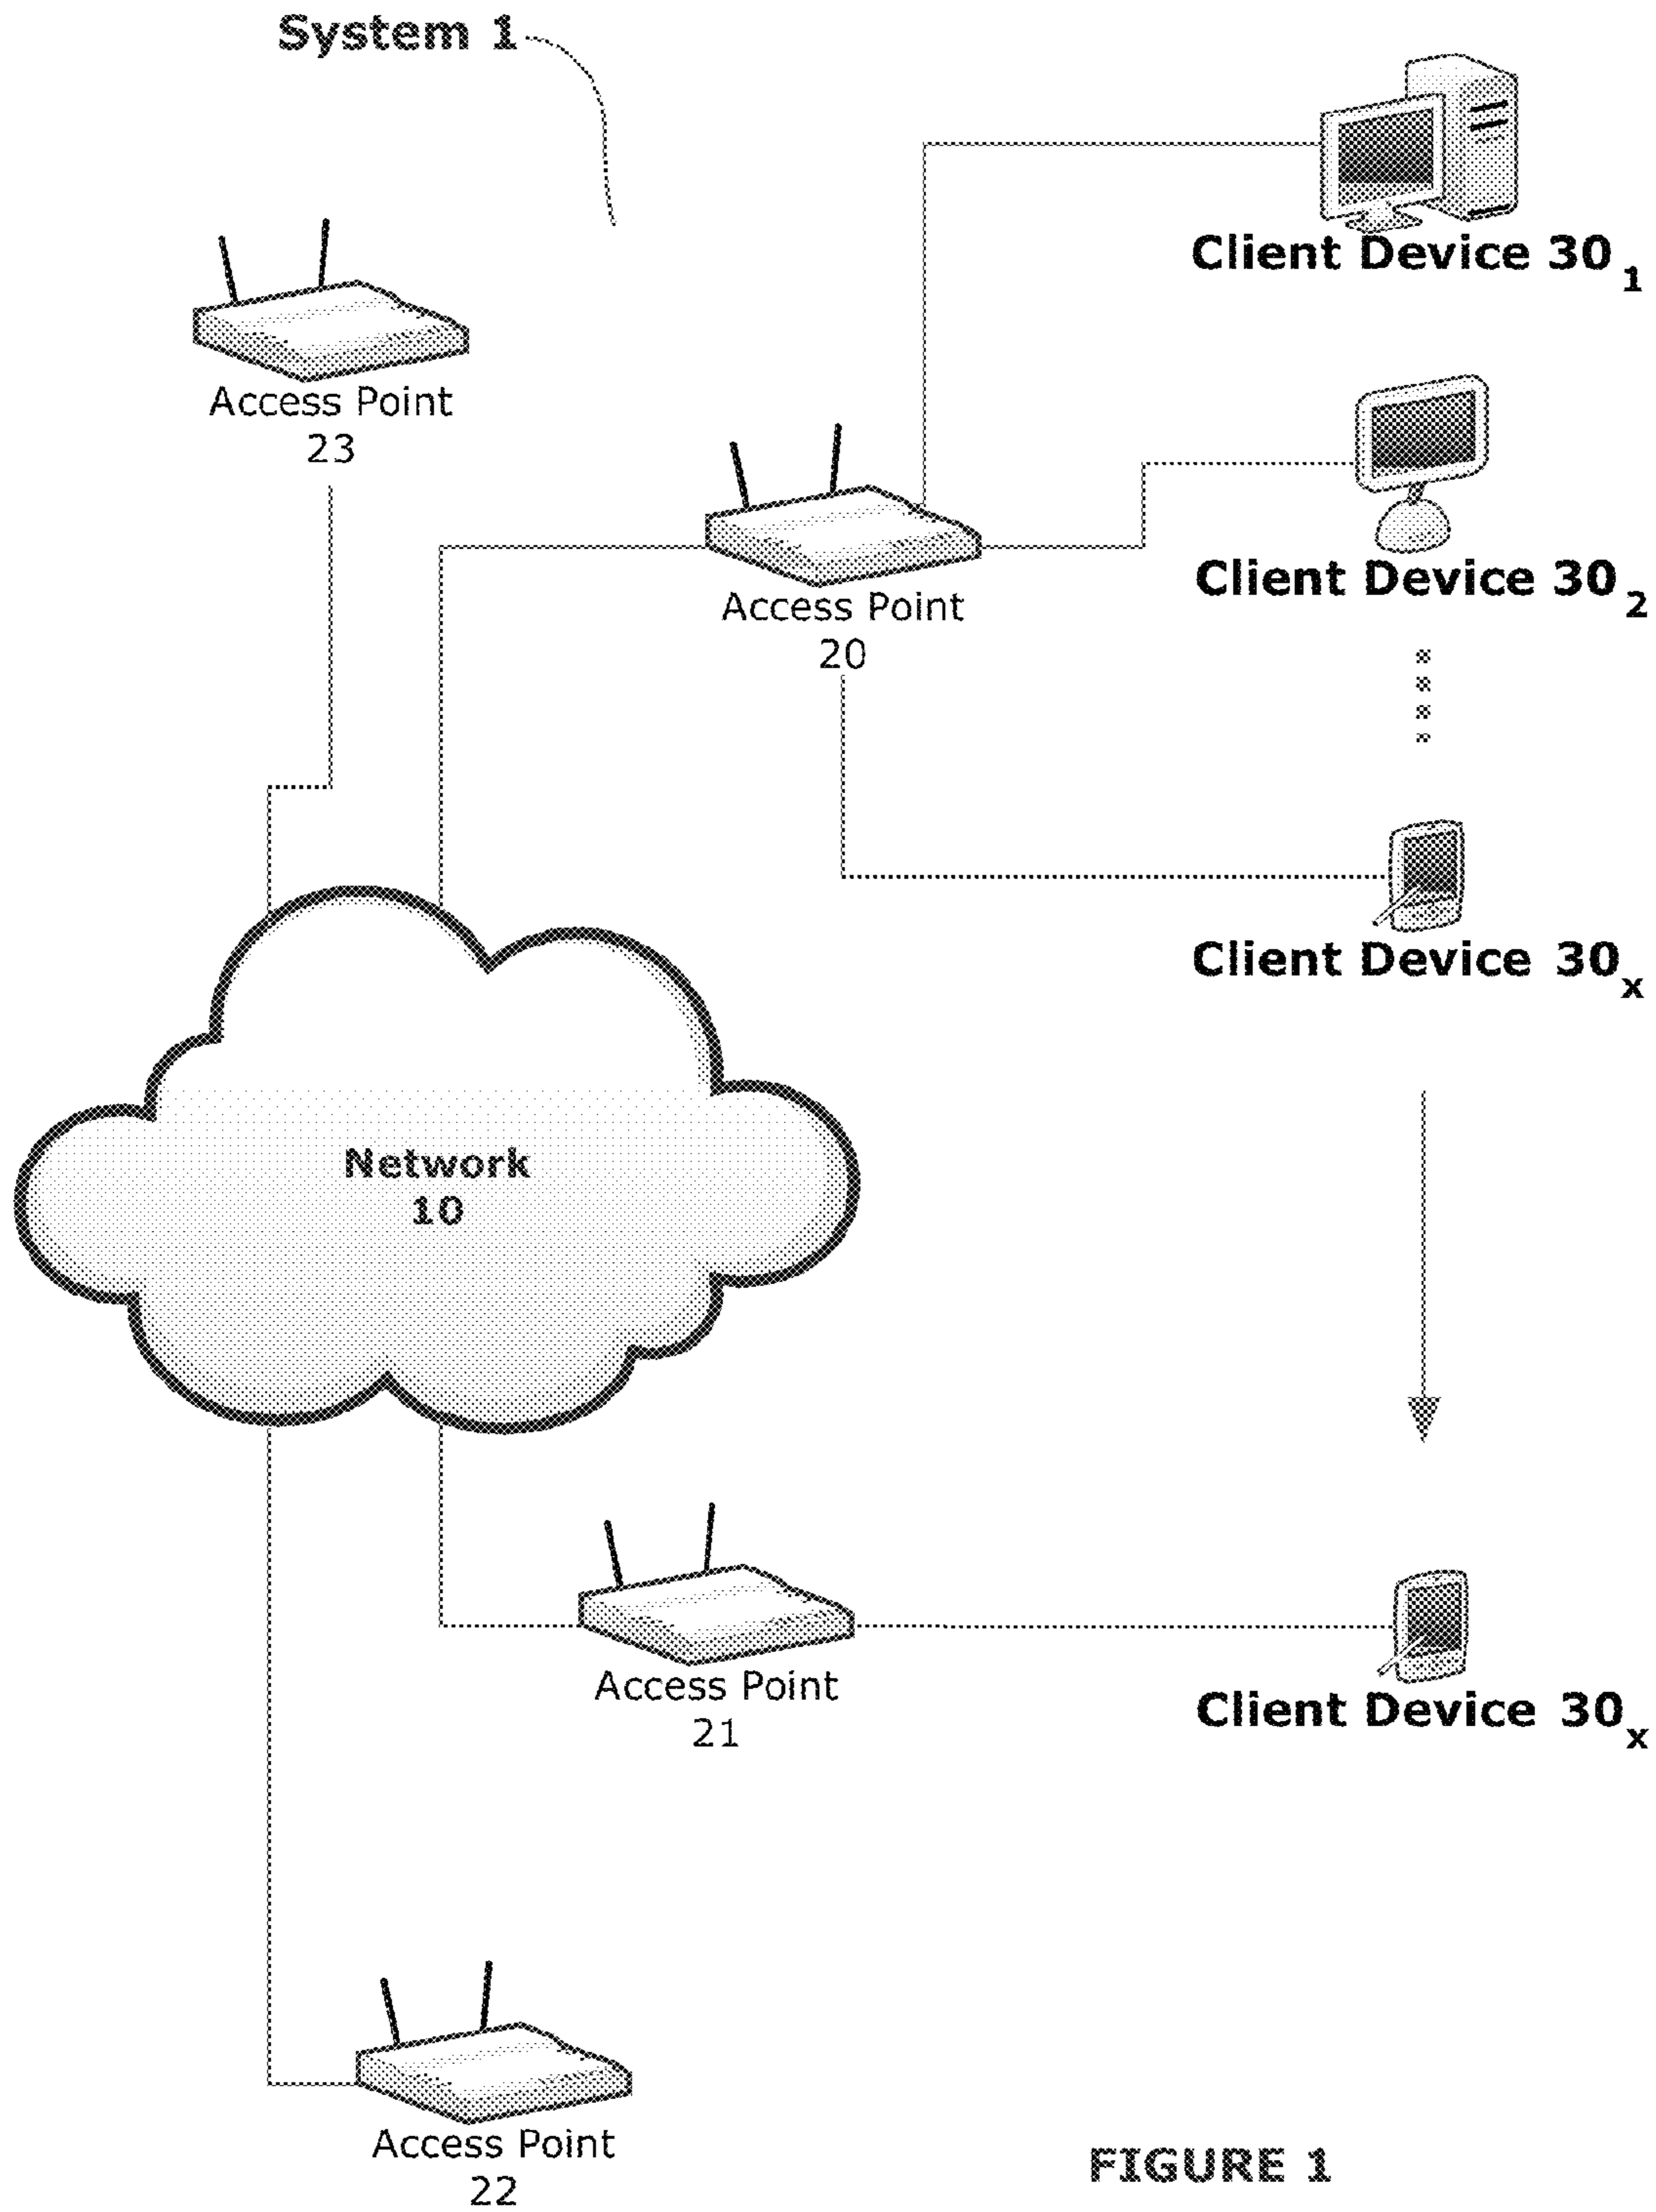 System 1
Client Device 30 1
Access Point
23
Client Device 30 2
Access Point
20
Client Device 30 x
Network
10
Access Point
21
Client Device 30 x
Access Point
22
FIGURE 1